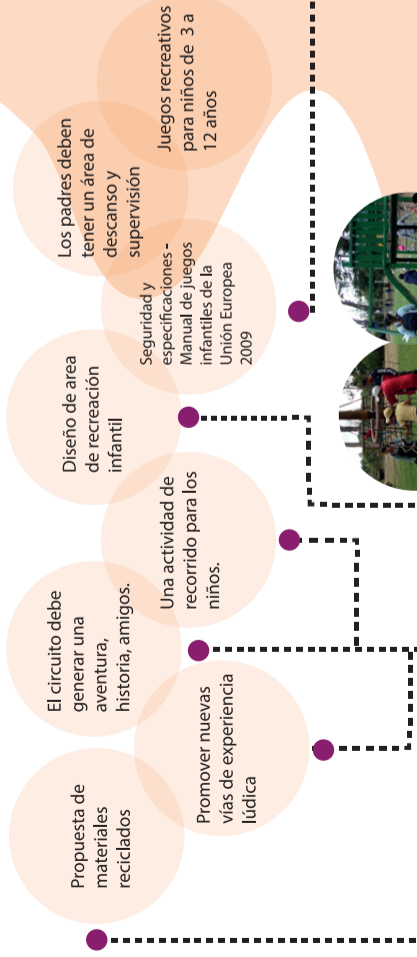 Propuesta de
materiales
reciclados
Promover nuevas
vías de experiencia
lúdica
El circuito debe
generar una
aventura,
historia, amigos.
Una actividad de
recorrido para los
niños.
Diseño de area
de recreación
infantil
Seguridad y
especificaciones -
Manual de juegos
infantiles de la
Unión Europea
2009
Los padres deben
tener un área de
descanso y
supervisión
Juegos recreativos
para niños de 3 a
12 años